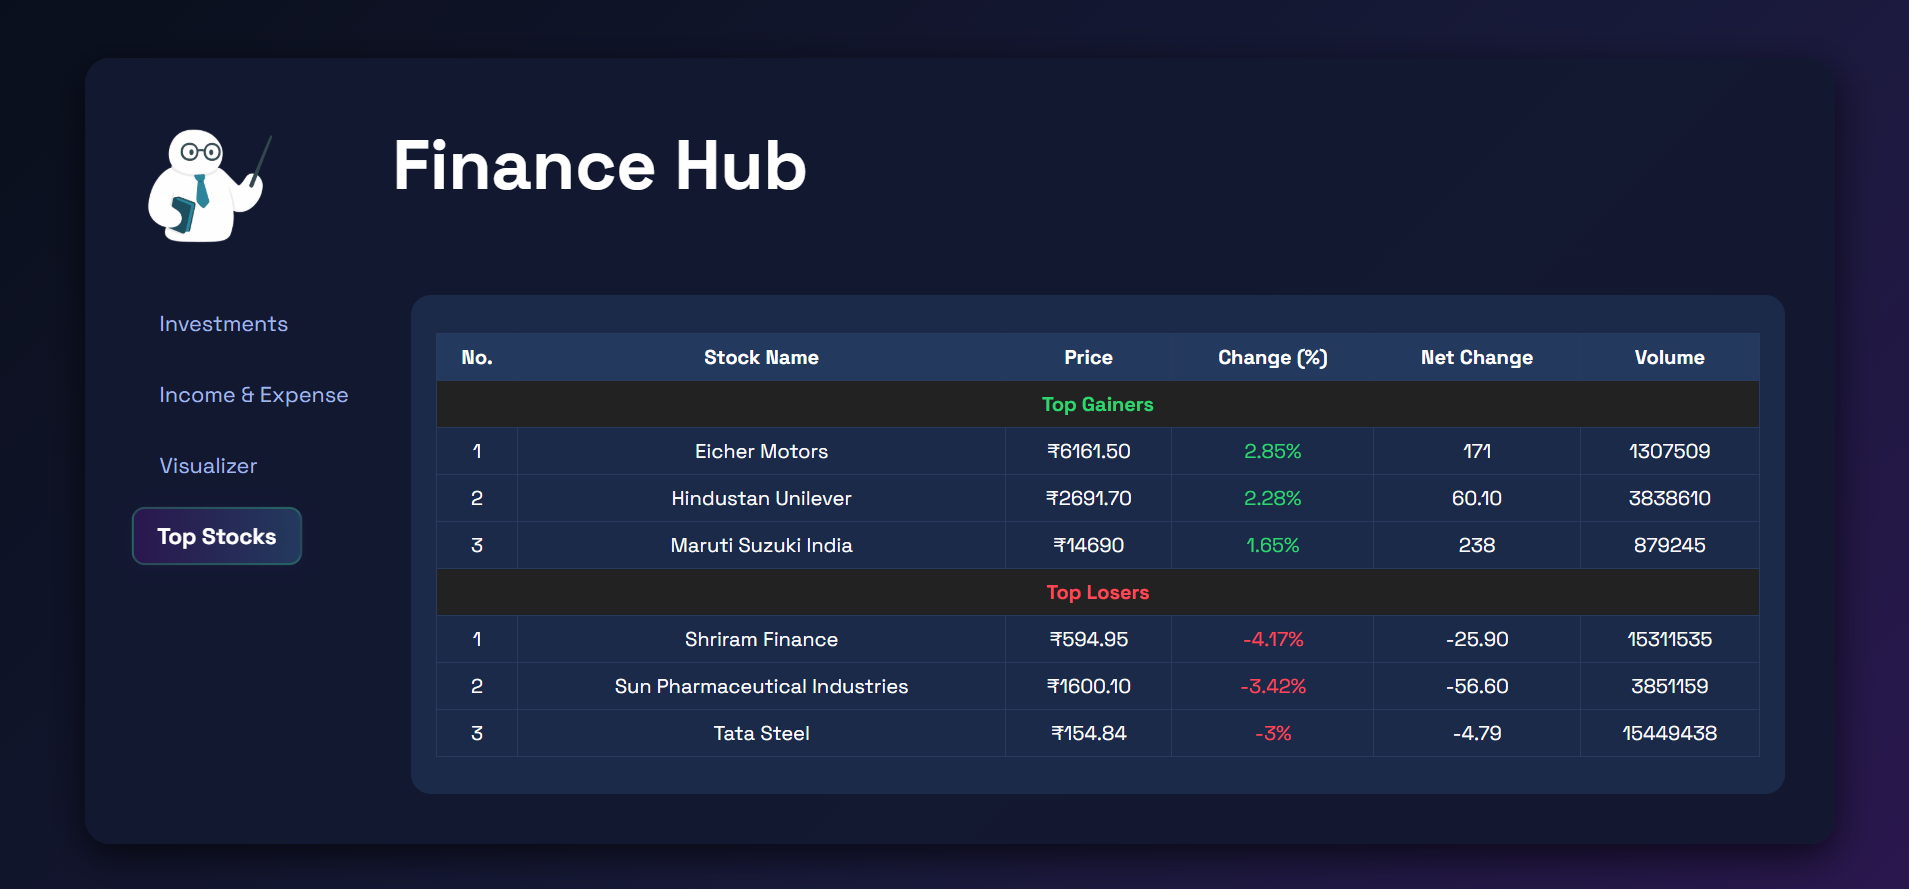 Finance Hub
Investments
Income & Expense
Visualizer
Top Stocks
No. Stock Name Price Change (%) Net Change Volume
Top Gainers
1 Eicher Motors ₹6161.50 2.85% 171 1307509
2 Hindustan Unilever ₹2691.70 2.28% 60.10 3838610
3 Maruti Suzuki India ₹14690 1.65% 238 879245
Top Losers
1 Shriram Finance ₹594.95 -4.17% -25.90 15311535
2 Sun Pharmaceutical Industries ₹1600.10 -3.42% -56.60 3851159
3 Tata Steel ₹154.84 -3% -4.79 15449438